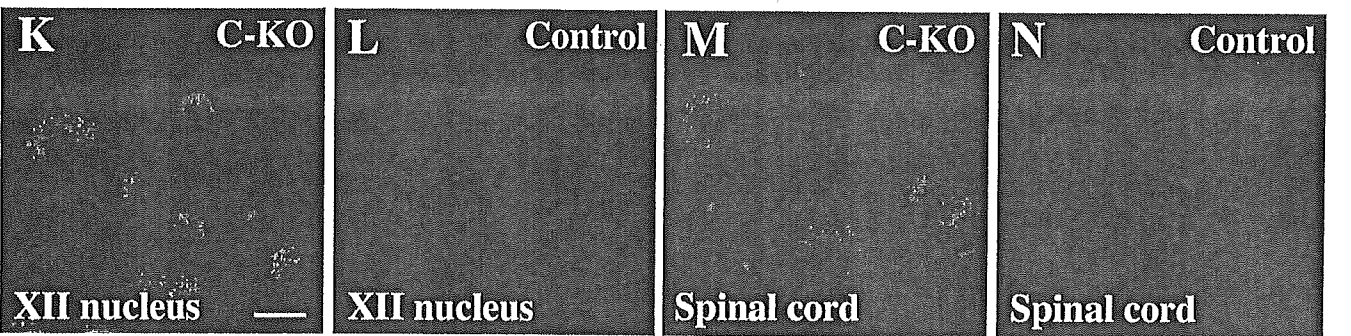 K C-KO
XII nucleus
L Control
XII nucleus
M C-KO
Spinal cord
N Control
Spinal cord